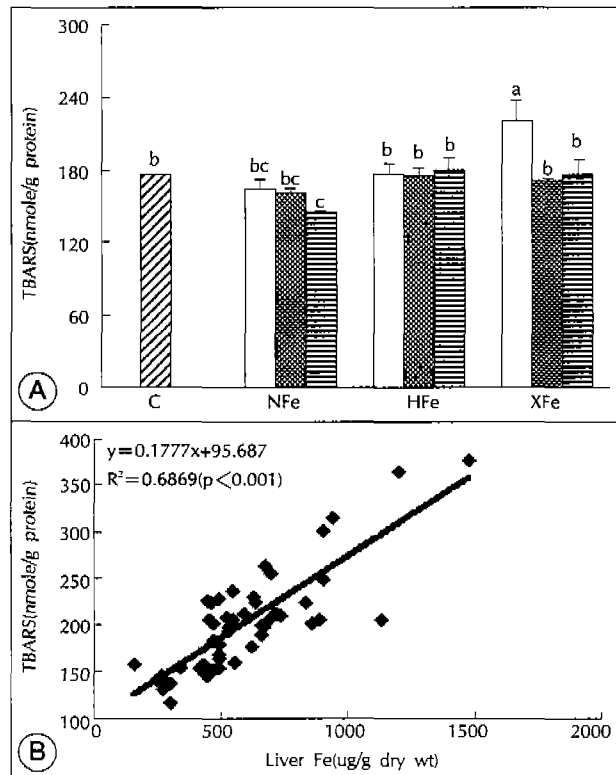 300
240
180
120
60
0
TBARS(nmole/g protein)
b
bc
bc
c
b
b
b
a
b
b
C
NFe
HFe
XFe
A
y=0.1777x+95.687
R²=0.6869(p<0.001)
400
350
300
250
200
150
100
TBARS(nmole/g protein)
0
500
1000
1500
2000
Liver Fe(ug/g dry wt)
B